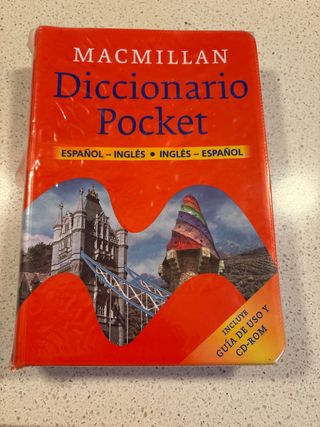 MACMILLAN
Diccionario
Pocket
ESPAÑOL – INGLÉS • INGLÉS – ESPAÑOL
INCLUYE
GUÍA DE USO Y
CD-ROM